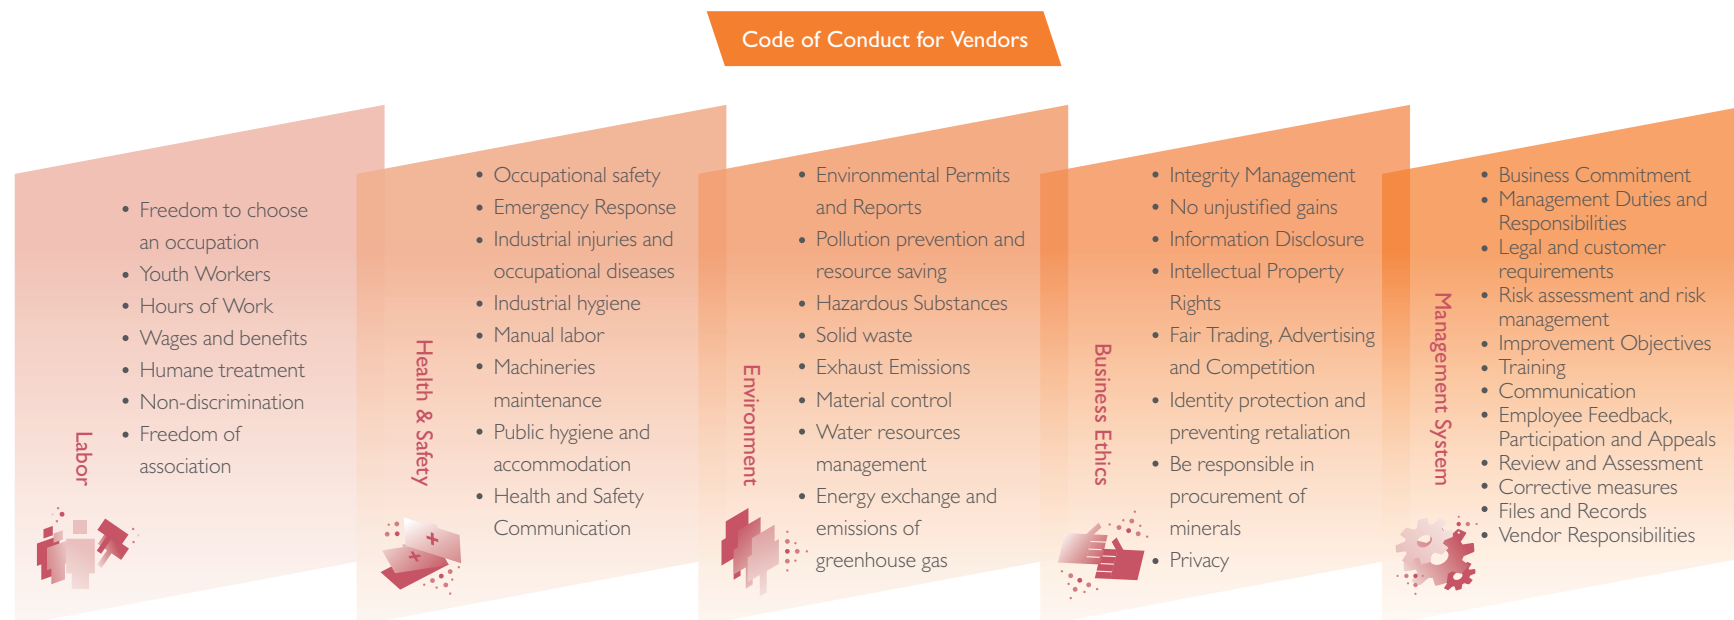 Code of Conduct for Vendors
Labor
• Freedom to choose
an occupation
• Youth Workers
• Hours of Work
• Wages and benefits
• Humane treatment
• Non-discrimination
• Freedom of
association
Health & Safety
• Occupational safety
• Emergency Response
• Industrial injuries and
occupational diseases
• Industrial hygiene
• Manual labor
• Machineries
maintenance
• Public hygiene and
accommodation
• Health and Safety
Communication
Environment
• Environmental Permits
and Reports
• Pollution prevention and
resource saving
• Hazardous Substances
• Solid waste
• Exhaust Emissions
• Material control
• Water resources
management
• Energy exchange and
emissions of
greenhouse gas
Business Ethics
• Integrity Management
• No unjustified gains
• Information Disclosure
• Intellectual Property
Rights
• Fair Trading, Advertising
and Competition
• Identity protection and
preventing retaliation
• Be responsible in
procurement of
minerals
• Privacy
Management System
• Business Commitment
• Management Duties and
Responsibilities
• Legal and customer
requirements
• Risk assessment and risk
management
• Improvement Objectives
• Training
• Communication
• Employee Feedback,
Participation and Appeals
• Review and Assessment
• Corrective measures
• Files and Records
• Vendor Responsibilities